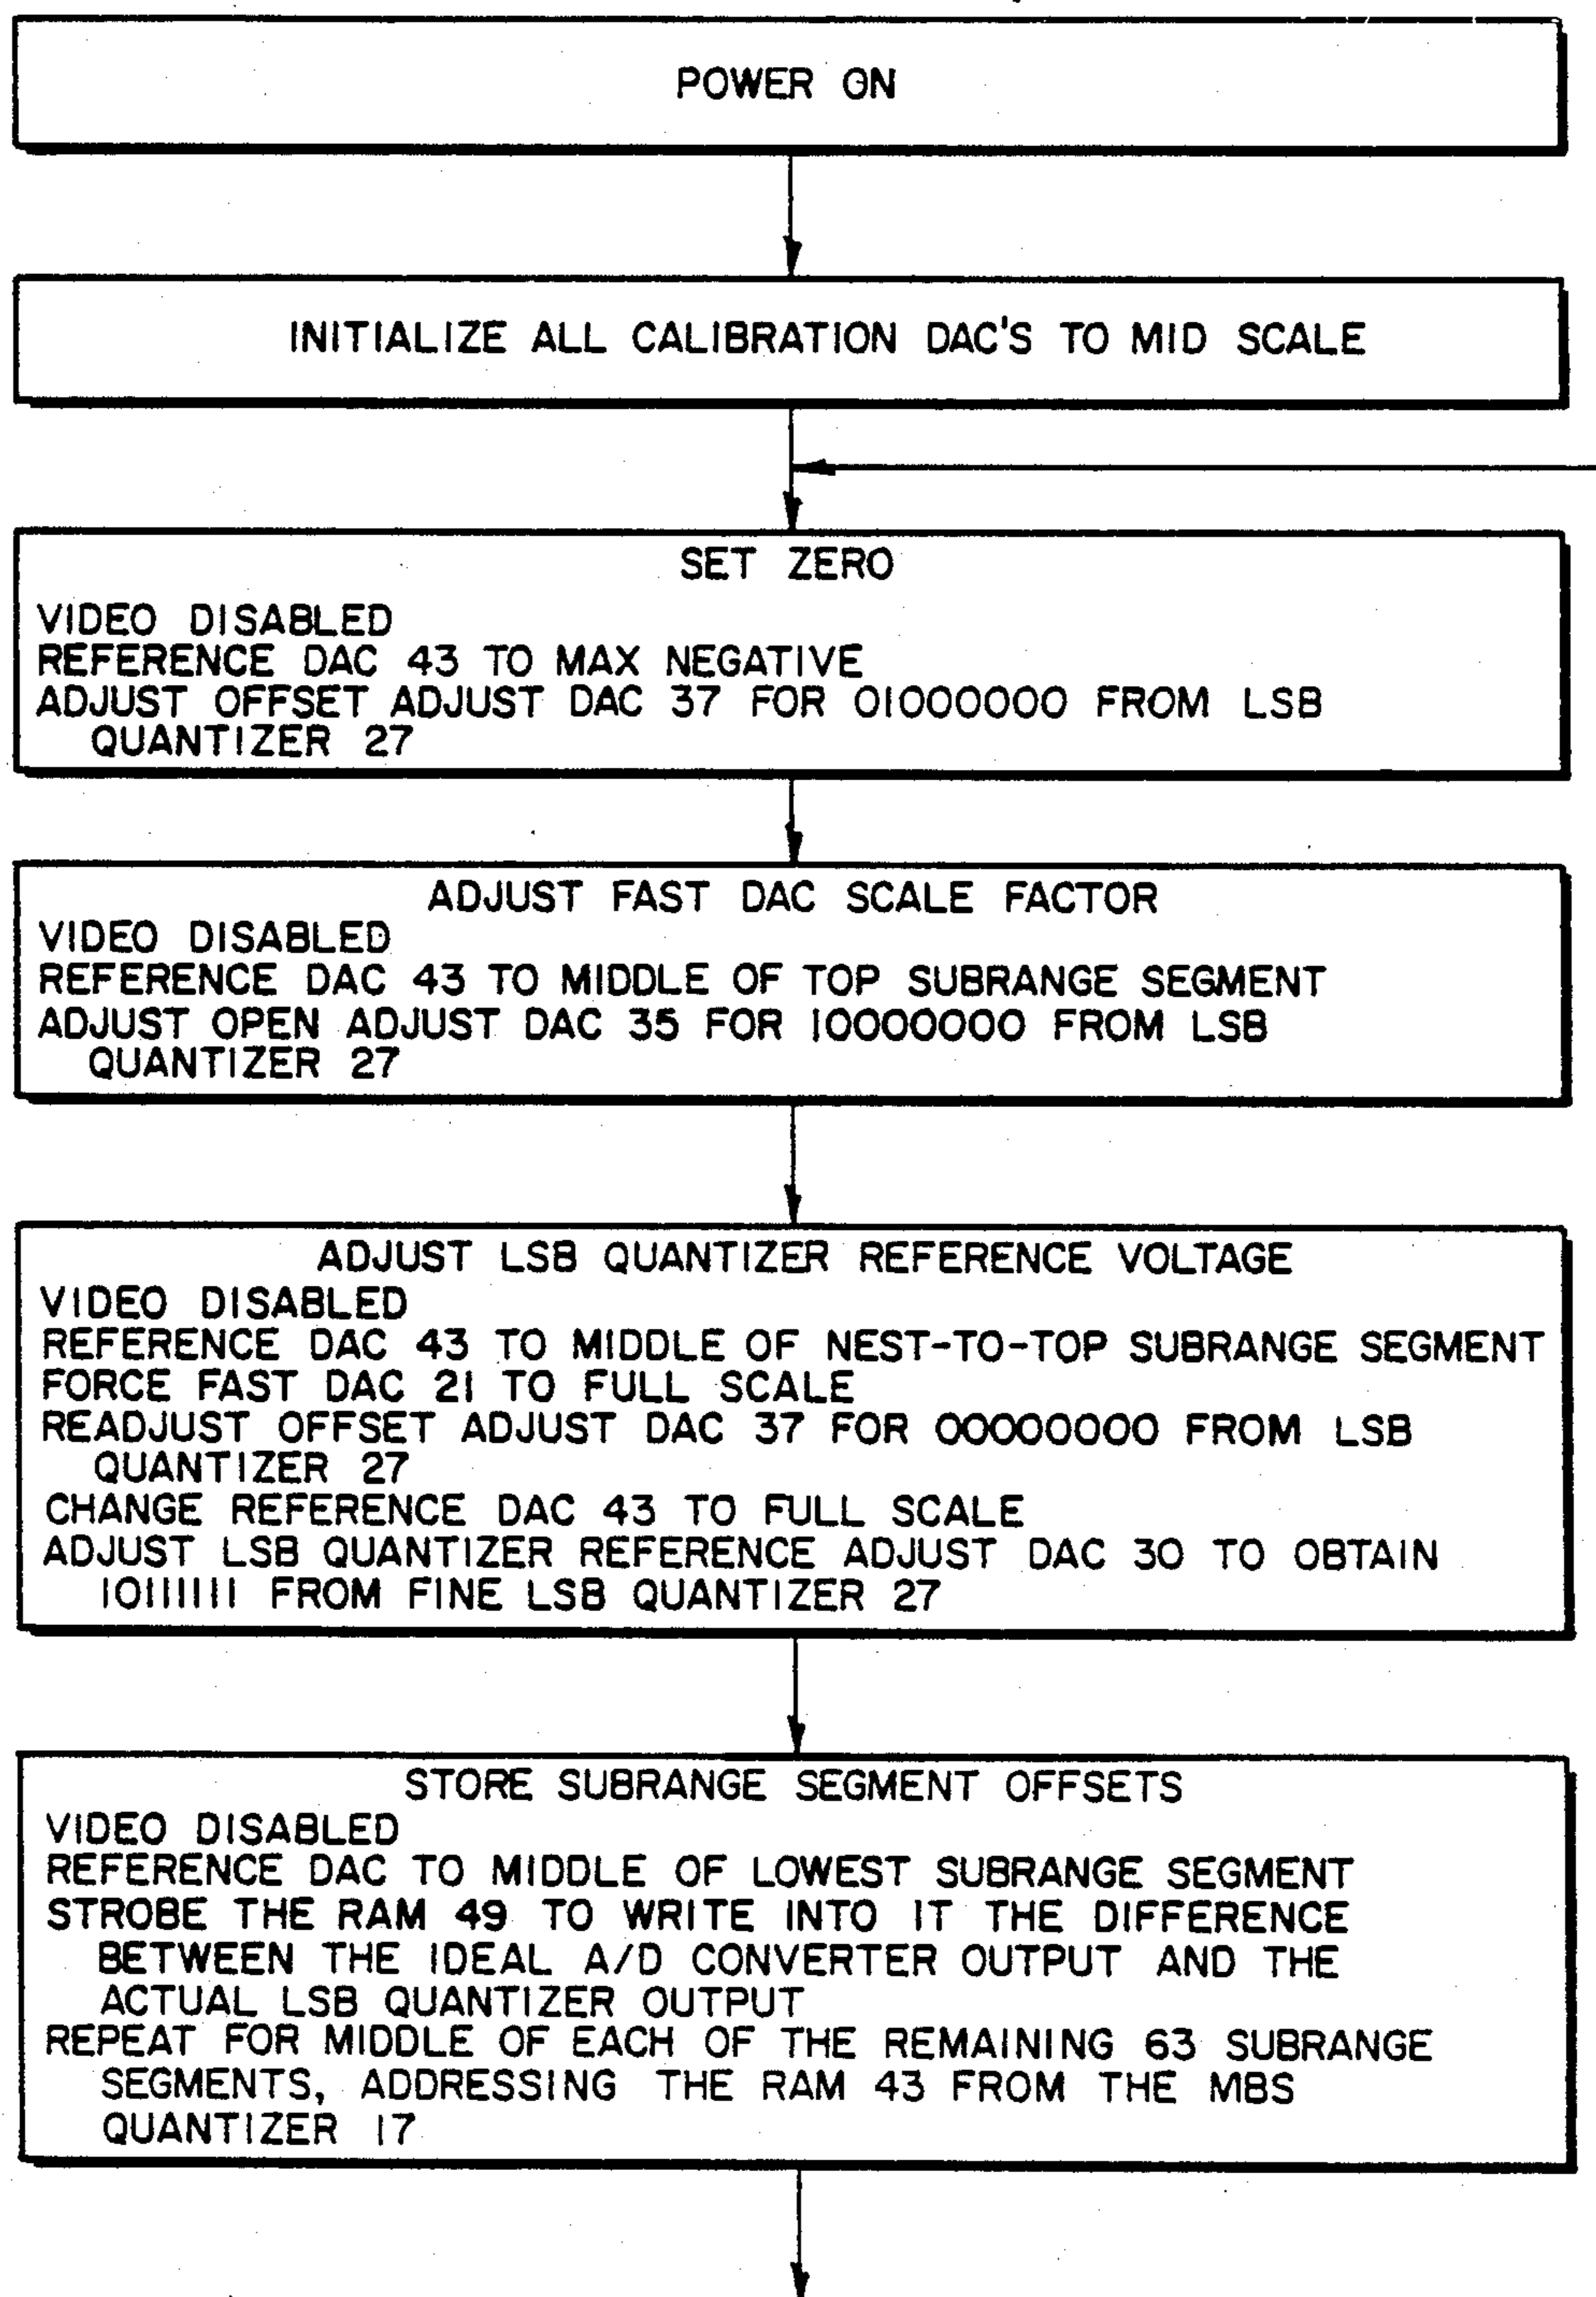 POWER ON
INITIALIZE ALL CALIBRATION DAC'S TO MID SCALE
SET ZERO
VIDEO DISABLED
REFERENCE DAC 43 TO MAX NEGATIVE
ADJUST OFFSET ADJUST DAC 37 FOR 01000000 FROM LSB
QUANTIZER 27
ADJUST FAST DAC SCALE FACTOR
VIDEO DISABLED
REFERENCE DAC 43 TO MIDDLE OF TOP SUBRANGE SEGMENT
ADJUST OPEN ADJUST DAC 35 FOR 10000000 FROM LSB
QUANTIZER 27
ADJUST LSB QUANTIZER REFERENCE VOLTAGE
VIDEO DISABLED
REFERENCE DAC 43 TO MIDDLE OF NEST-TO-TOP SUBRANGE SEGMENT
FORCE FAST DAC 21 TO FULL SCALE
READJUST OFFSET ADJUST DAC 37 FOR 00000000 FROM LSB
QUANTIZER 27
CHANGE REFERENCE DAC 43 TO FULL SCALE
ADJUST LSB QUANTIZER REFERENCE ADJUST DAC 30 TO OBTAIN
10111111 FROM FINE LSB QUANTIZER 27
STORE SUBRANGE SEGMENT OFFSETS
VIDEO DISABLED
REFERENCE DAC TO MIDDLE OF LOWEST SUBRANGE SEGMENT
STROBE THE RAM 49 TO WRITE INTO IT THE DIFFERENCE
BETWEEN THE IDEAL A/D CONVERTER OUTPUT AND THE
ACTUAL LSB QUANTIZER OUTPUT
REPEAT FOR MIDDLE OF EACH OF THE REMAINING 63 SUBRANGE
SEGMENTS, ADDRESSING THE RAM 43 FROM THE MBS
QUANTIZER 17